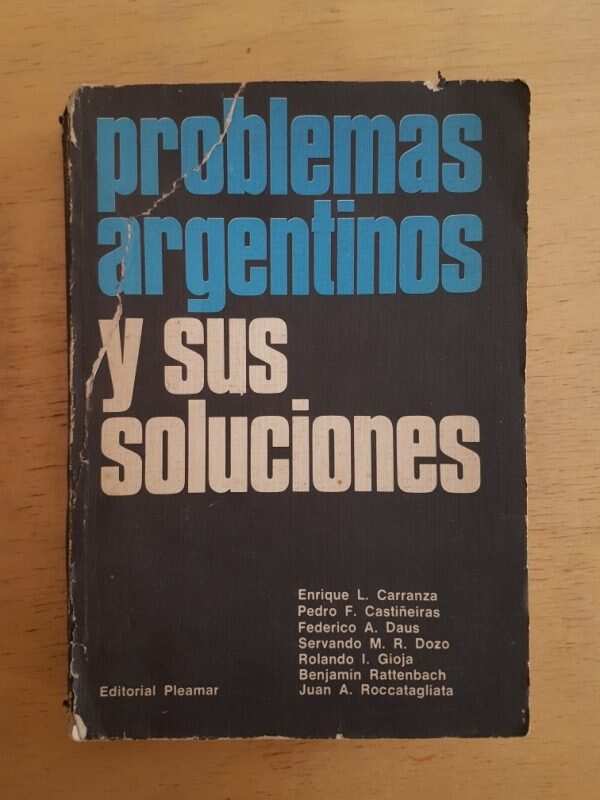 problemas
argentinos
y sus
soluciones
Enrique L. Carranza
Pedro F. Castiñeiras
Federico A. Daus
Servando M. R. Dozo
Rolando I. Gioja
Benjamin Rattenbach
Juan A. Roccatagliata
Editorial Pleamar